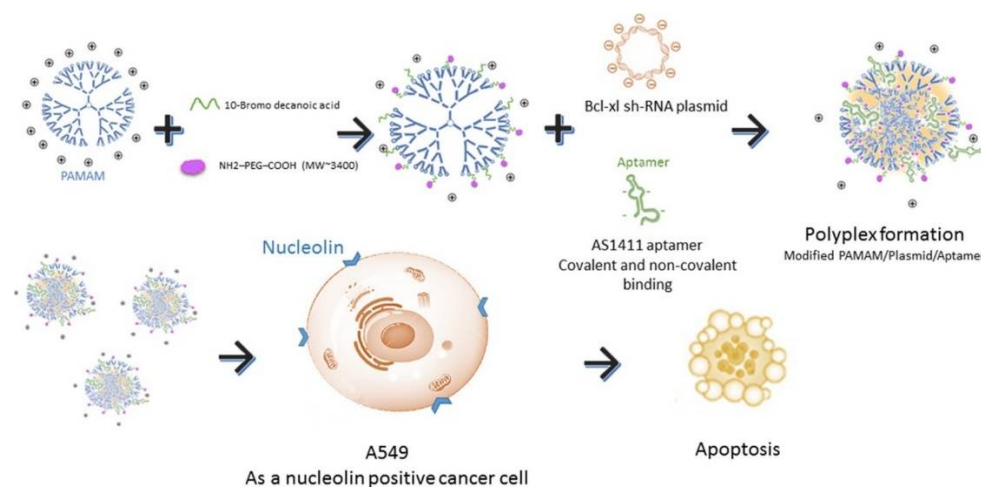 PAMAM
10-Bromo decanoic acid
NH2–PEG–COOH (MW~3400)
Bcl-xl sh-RNA plasmid
Aptamer
AS1411 aptamer
Covalent and non-covalent
binding
Polyplex formation
Modified PAMAM/Plasmid/Aptamer
Nucleolin
A549
As a nucleolin positive cancer cell
Apoptosis